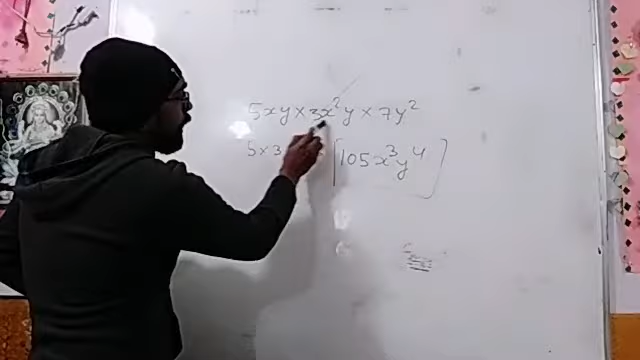 5xy × 3x²y × 7y²
5×3 [105x³y⁴]